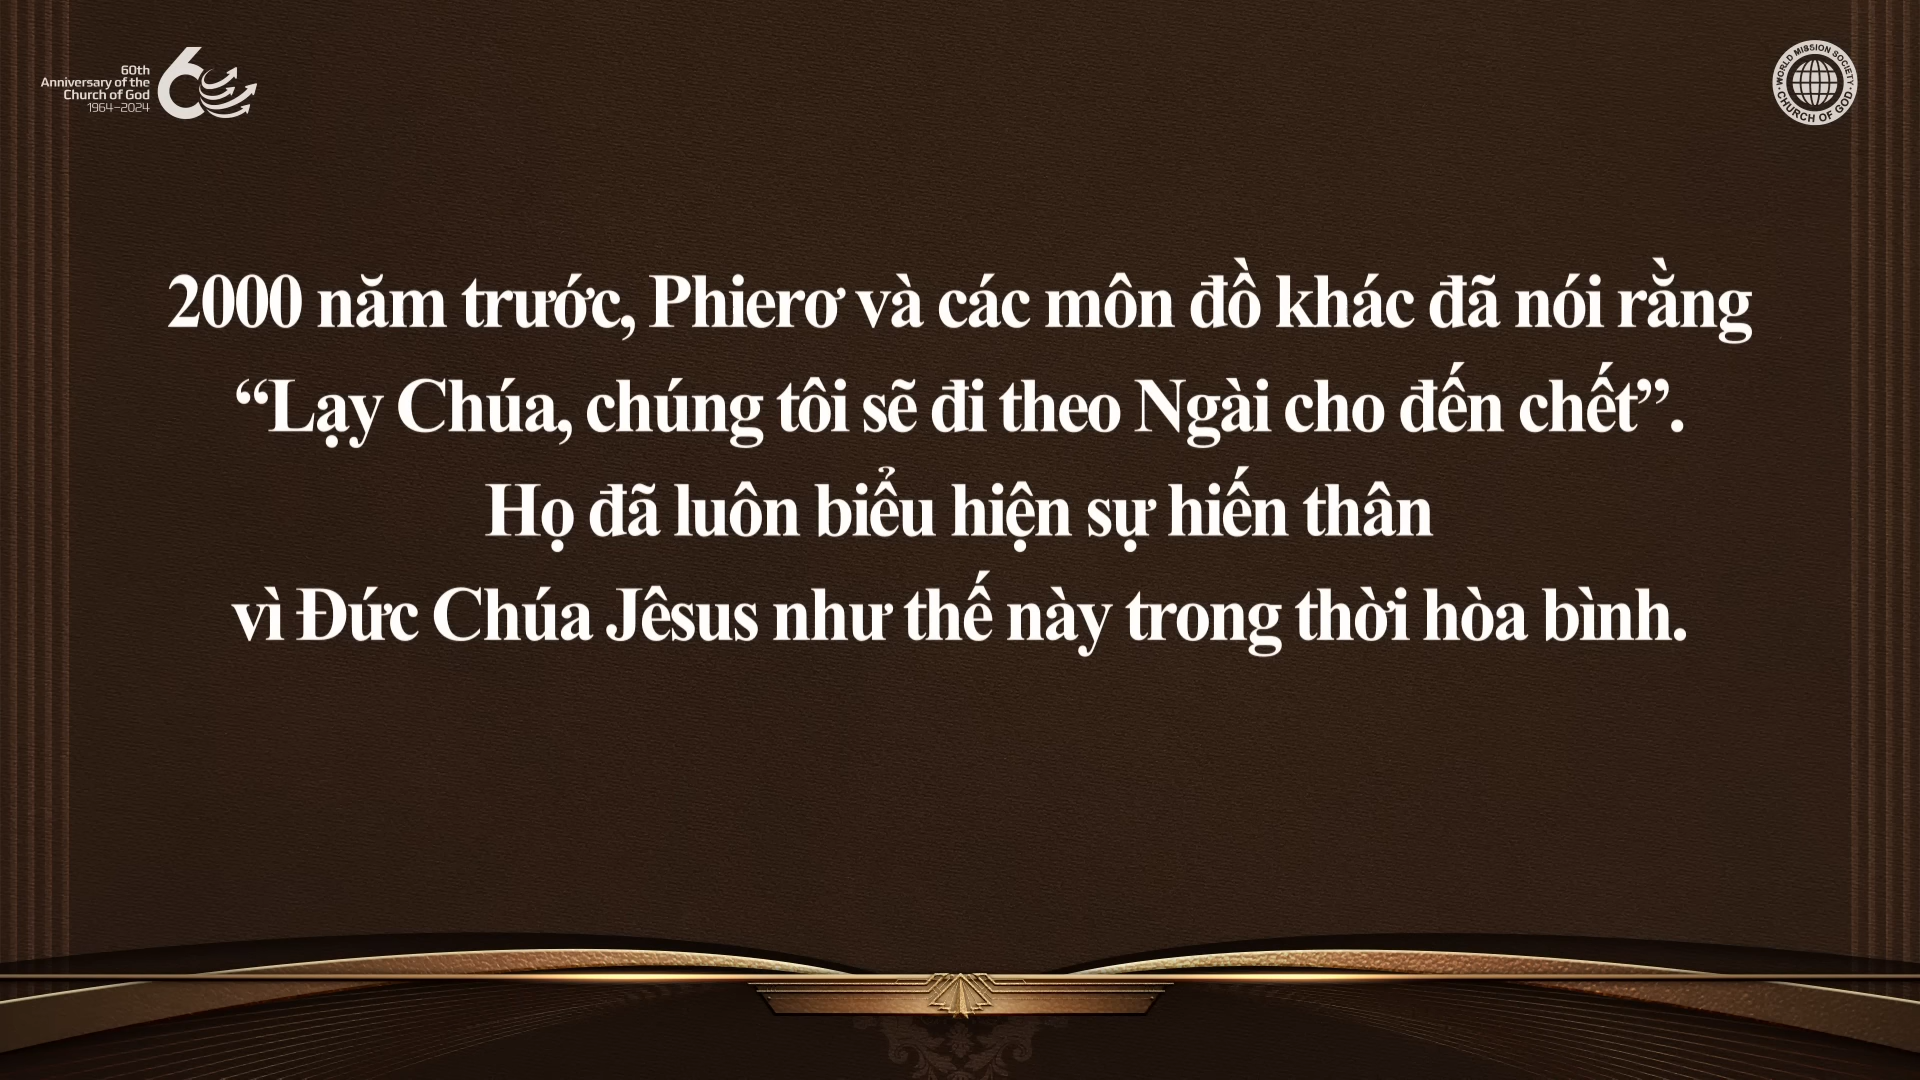 60th
Anniversary of the
Church of God
1964–2024
WORLD MISSION SOCIETY
CHURCH OF GOD
2000 năm trước, Phierơ và các môn đồ khác đã nói rằng
“Lạy Chúa, chúng tôi sẽ đi theo Ngài cho đến chết”.
Họ đã luôn biểu hiện sự hiến thân
vì Đức Chúa Jêsus như thế này trong thời hòa bình.